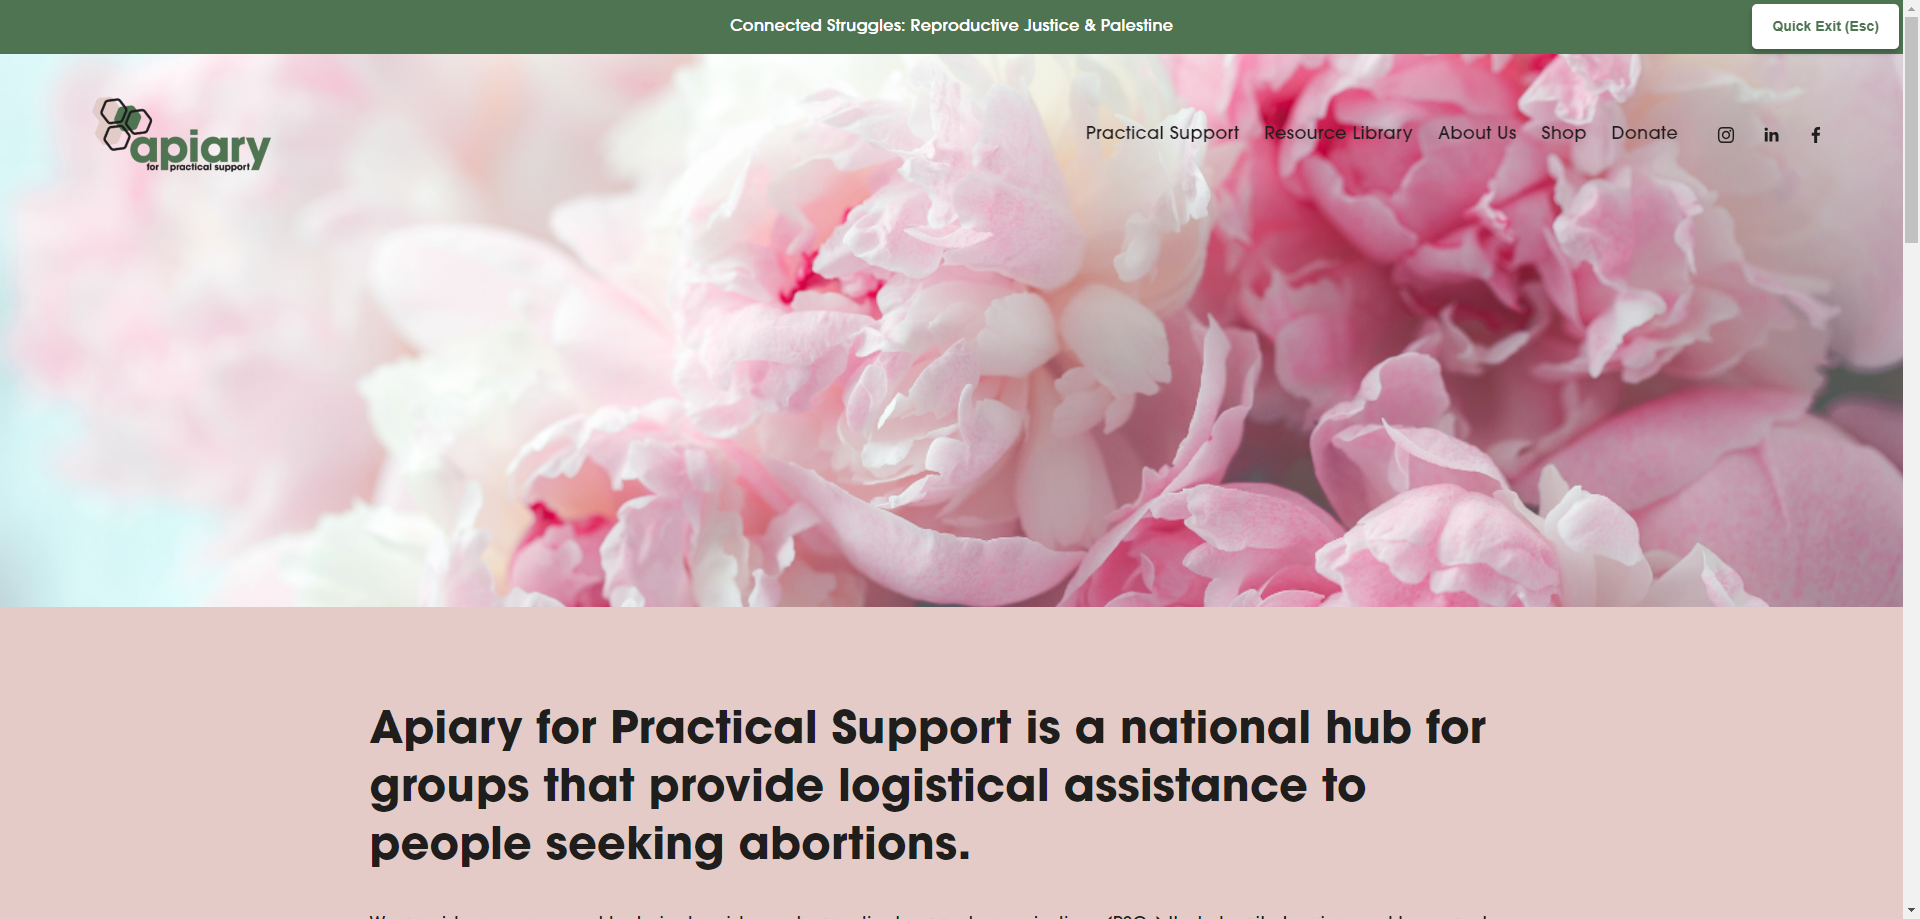 Connected Struggles: Reproductive Justice & Palestine
Quick Exit (Esc)
apiary
for practical support
Practical Support Resource Library About Us Shop Donate
Apiary for Practical Support is a national hub for
groups that provide logistical assistance to
people seeking abortions.